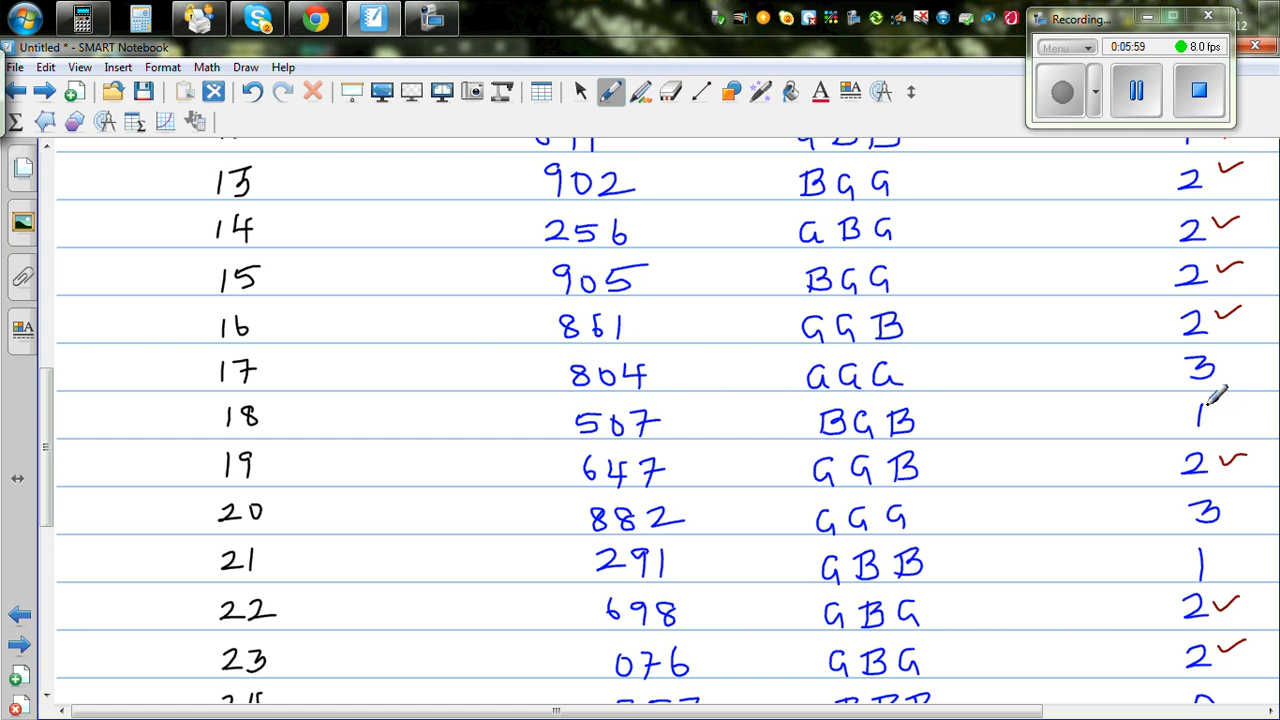 Recording...
Untitled * - SMART Notebook
Menu 0:05:59 8.0 fps
File Edit View Insert Format Math Draw Help
13 902 BGG 2 ✓
14 256 GBG 2 ✓
15 905 BGG 2 ✓
16 861 GGB 2 ✓
17 804 GGG 3
18 507 BGB 1
19 647 GGB 2 ✓
20 882 GGG 3
21 291 GBB 1
22 698 GBG 2 ✓
23 076 GBG 2 ✓